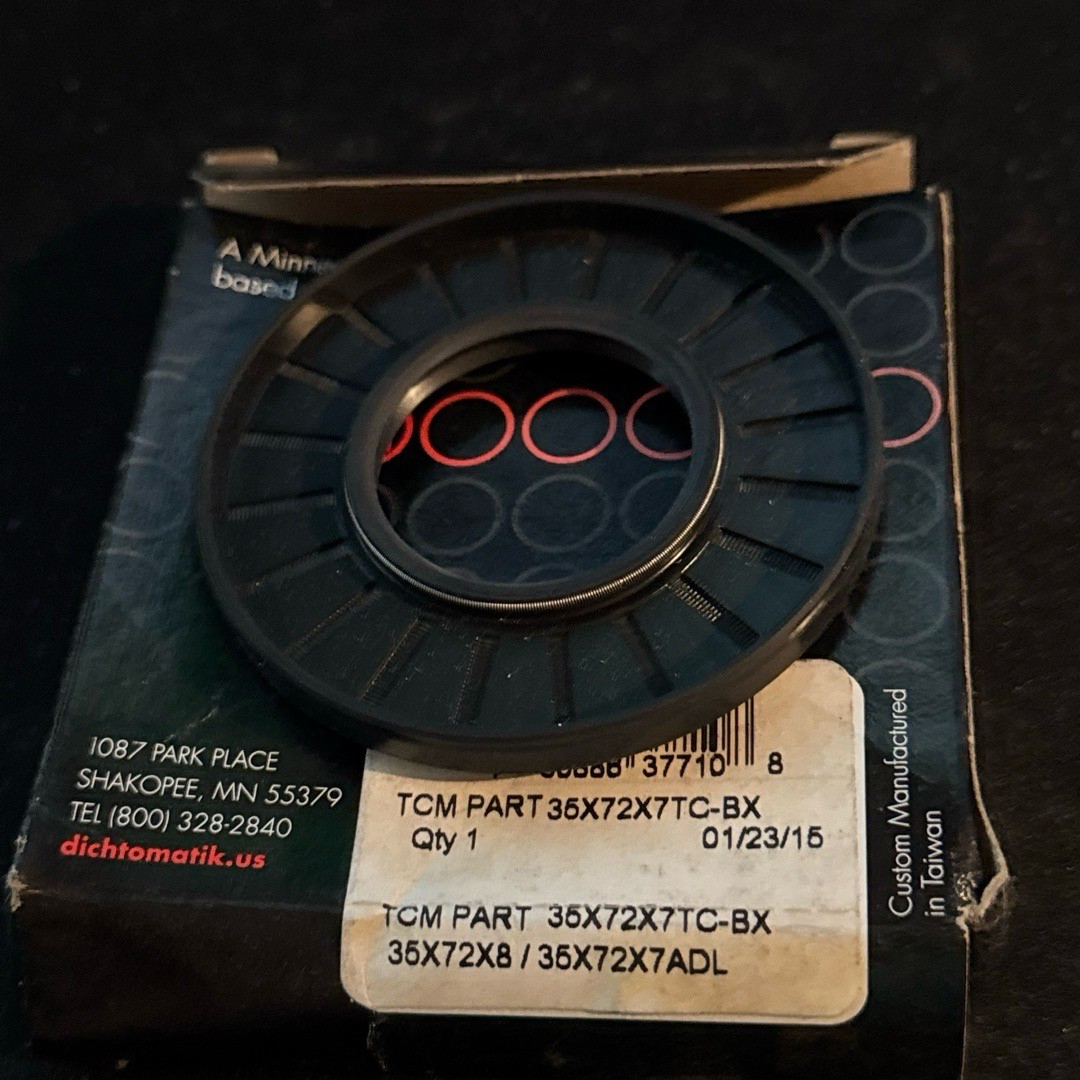 A Minne
based
1087 PARK PLACE
SHAKOPEE, MN 55379
TEL (800) 328-2840
dichtomatik.us
37710 8
TCM PART 35X72X7TC-BX
Qty 1 01/23/15
TCM PART 35X72X7TC-BX
35X72X8 / 35X72X7ADL
Custom Manufactured
in Taiwan